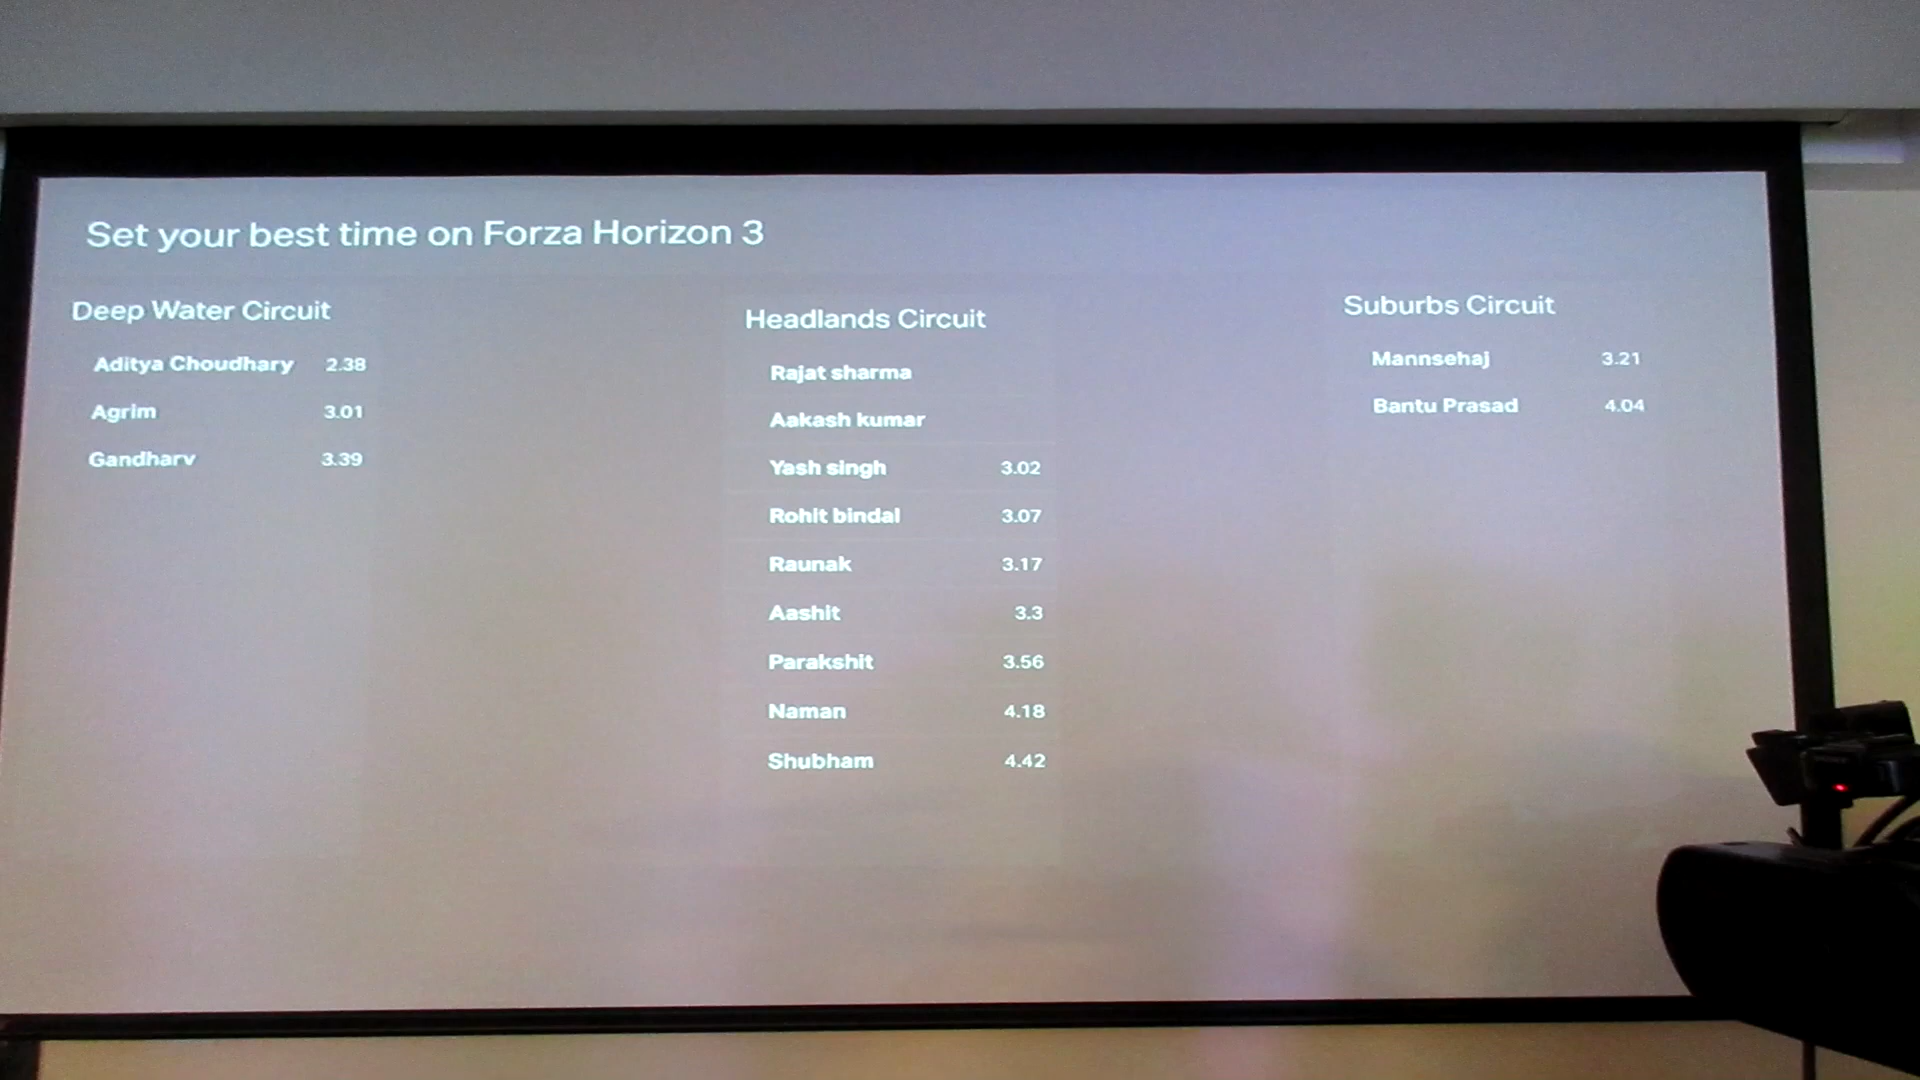 Set your best time on Forza Horizon 3
Deep Water Circuit
Aditya Choudhary 2.38
Agrim 3.01
Gandharv 3.39
Headlands Circuit
Rajat sharma
Aakash kumar
Yash singh 3.02
Rohit bindal 3.07
Raunak 3.17
Aashit 3.3
Parakshit 3.56
Naman 4.18
Shubham 4.42
Suburbs Circuit
Mannsehaj 3.21
Bantu Prasad 4.04